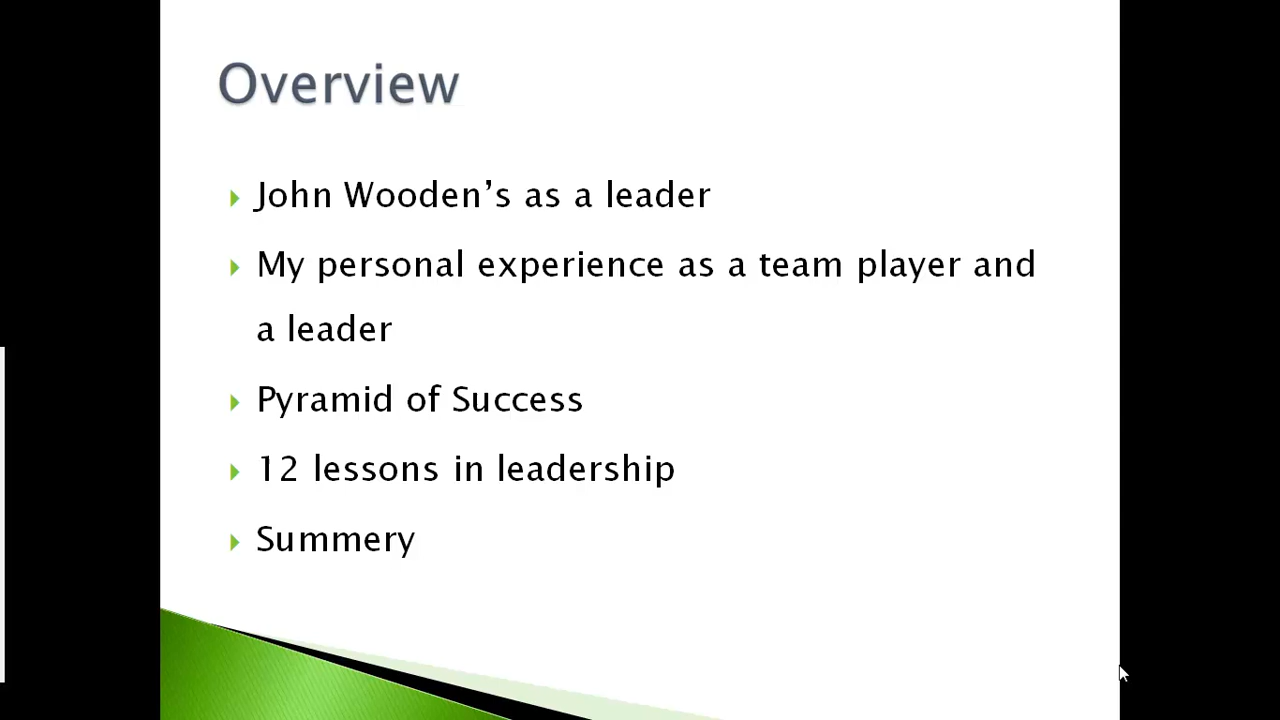 Overview
John Wooden’s as a leader
My personal experience as a team player and
a leader
Pyramid of Success
12 lessons in leadership
Summery